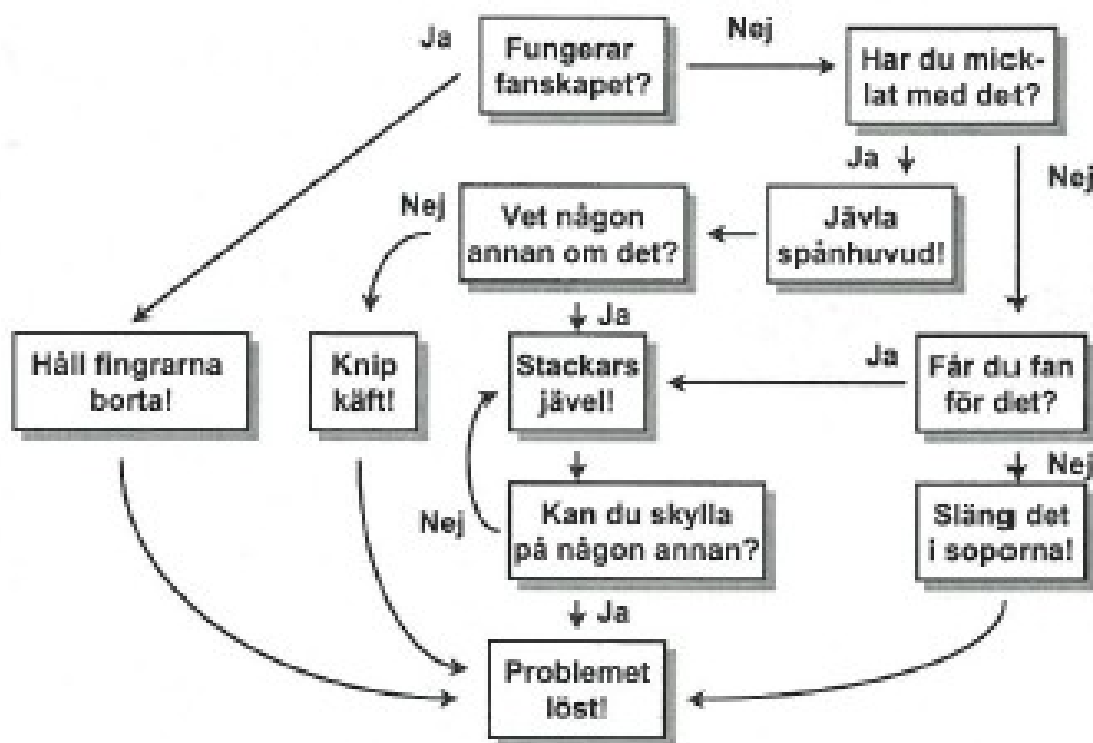 Ja
Fungerar
fanskapet?
Nej
Har du mick-
lat med det?
Ja
Nej
Nej
Vet någon
annan om det?
Jävla
spånhuvud!
Ja
Håll fingrarna
borta!
Knip
käft!
Stackars
jävel!
Ja
Får du fan
för det?
Nej
Nej
Kan du skylla
på någon annan?
Släng det
i soporna!
Ja
Problemet
löst!